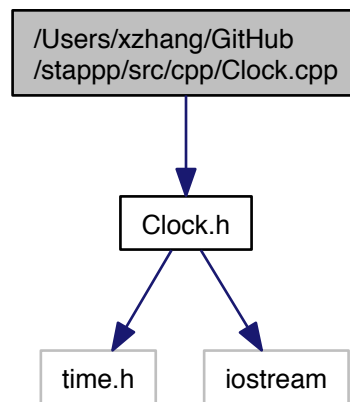 /Users/xzhang/GitHub
/stappp/src/cpp/Clock.cpp
Clock.h
time.h
iostream